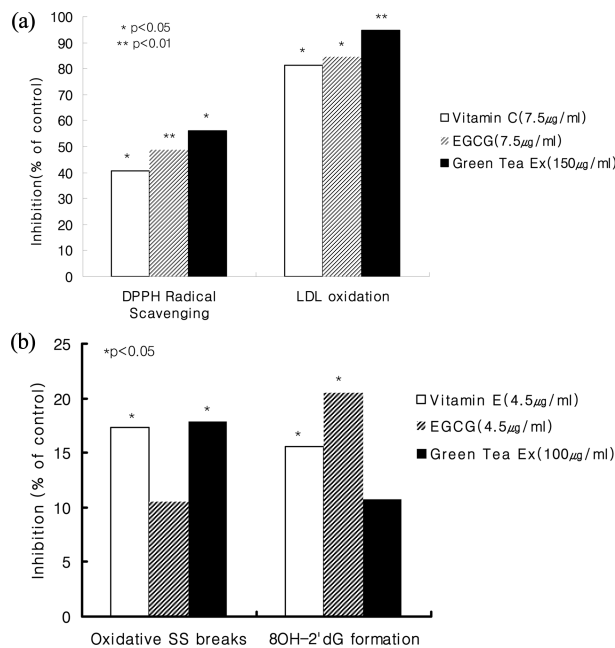 (a)
100
90
80
70
60
50
40
30
20
10
0
Inhibition(% of control)
* p<0.05
** p<0.01
* ** *
* * **
DPPH Radical
Scavenging
LDL oxidation
Vitamin C(7.5μg/ml)
EGCG(7.5μg/ml)
Green Tea Ex(150μg/ml)
(b)
25
20
15
10
5
0
Inhibition (% of control)
*p<0.05
* *
* *
Oxidative SS breaks
8OH-2'dG formation
Vitamin E(4.5μg/ml)
EGCG(4.5μg/ml)
Green Tea Ex(100μg/ml)